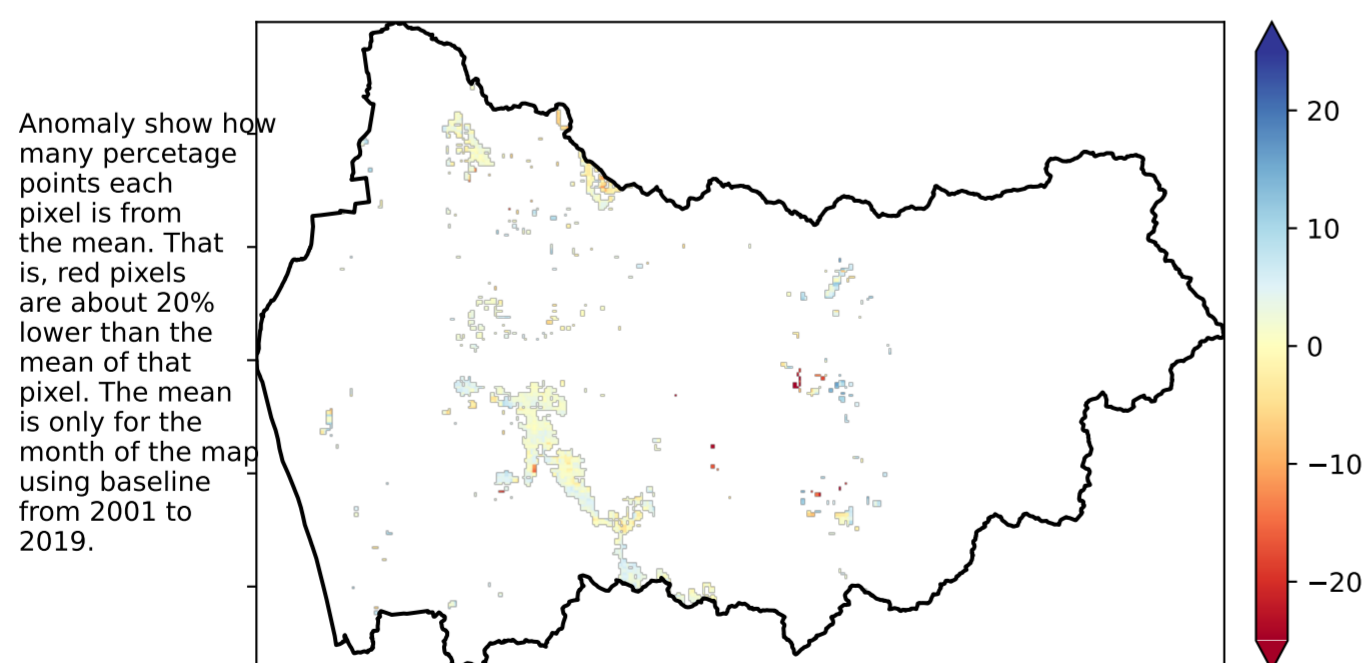 Anomaly show how
many percetage
points each
pixel is from
the mean. That
is, red pixels
are about 20%
lower than the
mean of that
pixel. The mean
is only for the
month of the map
using baseline
from 2001 to
2019.
20
10
0
−10
−20